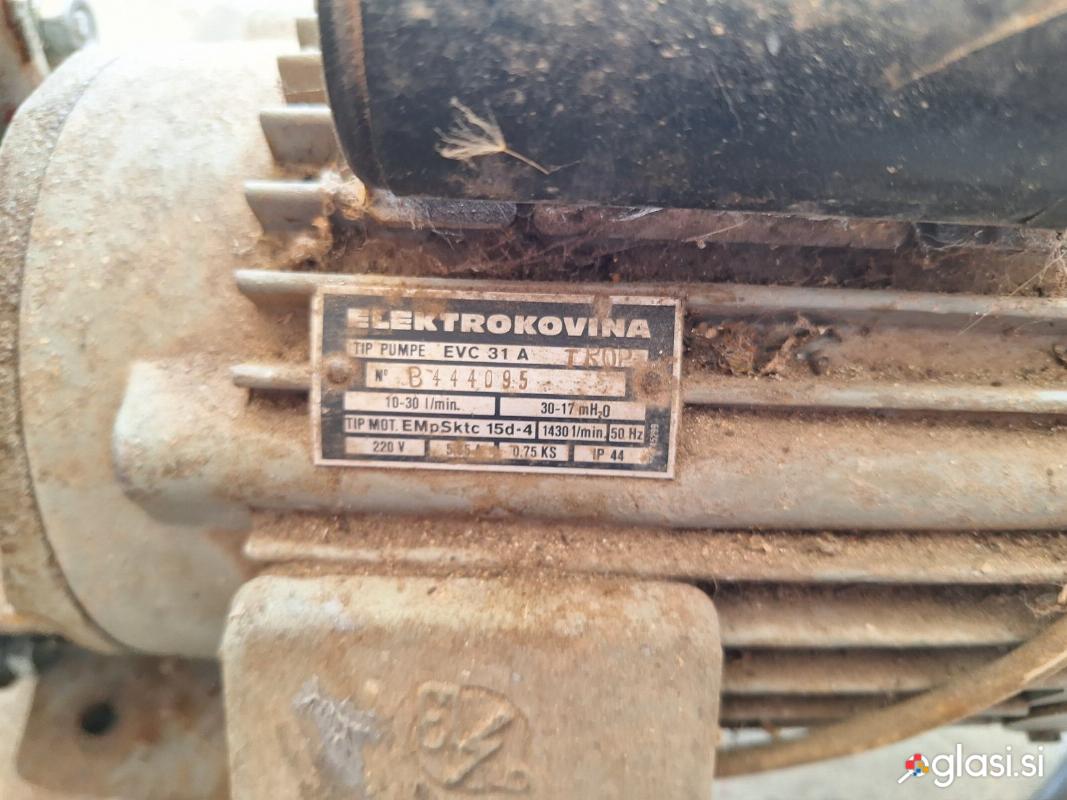 ELEKTROKOVINA
TIP PUMPE EVC 31 A TROP
Nº B444095
10-30 l/min. 30-17 mH₂O
TIP MOT. EMpSktc 15d-4 1430 l/min. 50 Hz
220 V 0.75 KS IP 44
oglasi.si